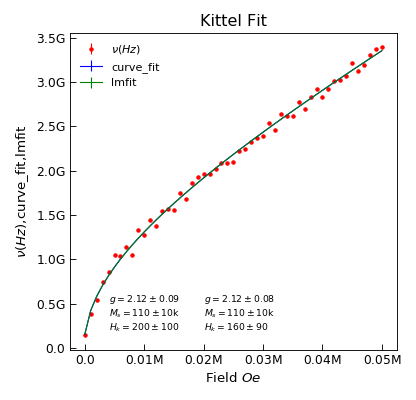 Kittel Fit
3.5G
3.0G
2.5G
2.0G
1.5G
1.0G
0.5G
0.0
ν(Hz),curve_fit,lmfit
ν(Hz)
curve_fit
lmfit
g = 2.12 ± 0.09
Mₛ = 110 ± 10k
Hₖ = 200 ± 100
g = 2.12 ± 0.08
Mₛ = 110 ± 10k
Hₖ = 160 ± 90
0.0 0.01M 0.02M 0.03M 0.04M 0.05M
Field Oe